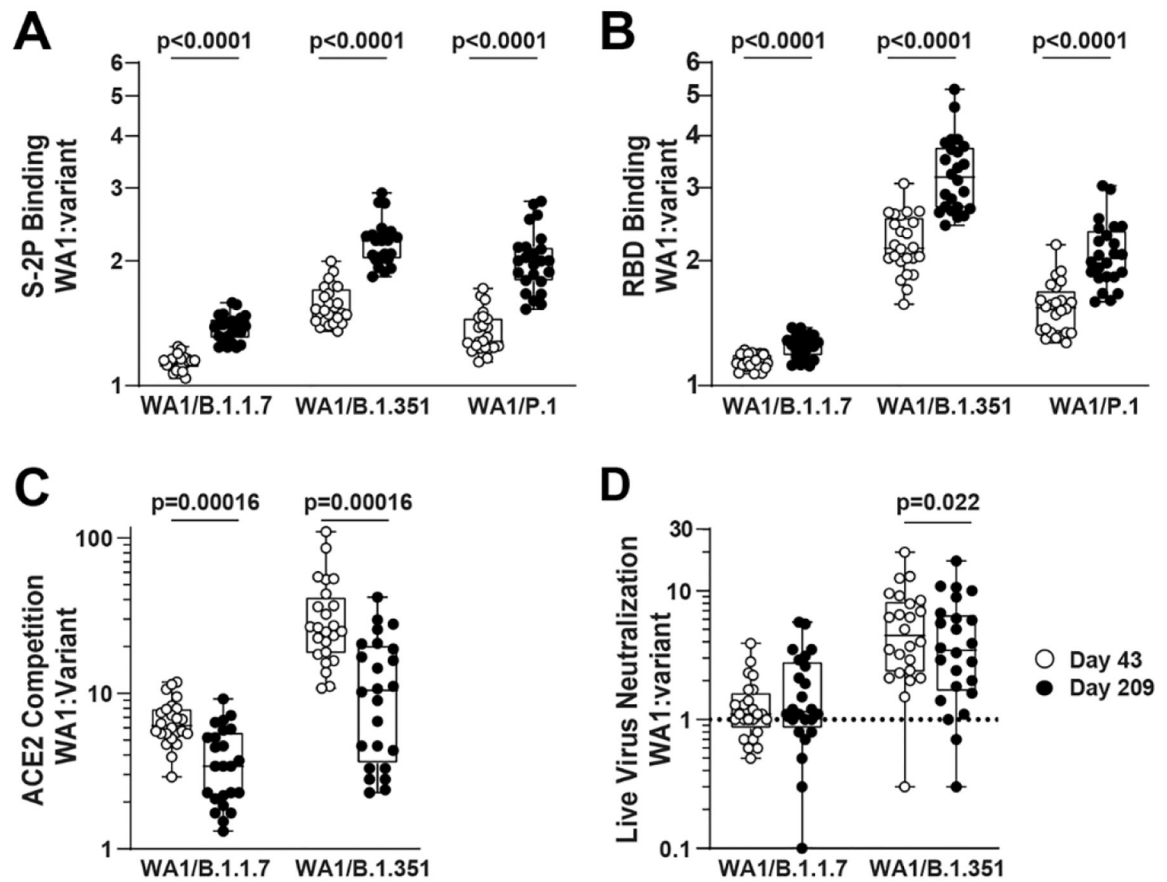 A
p<0.0001 p<0.0001 p<0.0001
S-2P Binding
WA1:variant
6
5
4
3
2
1
WA1/B.1.1.7 WA1/B.1.351 WA1/P.1
B
p<0.0001 p<0.0001 p<0.0001
RBD Binding
WA1:variant
6
5
4
3
2
1
WA1/B.1.1.7 WA1/B.1.351 WA1/P.1
C
p=0.00016 p=0.00016
ACE2 Competition
WA1:Variant
100
10
1
WA1/B.1.1.7 WA1/B.1.351
D
p=0.022
Live Virus Neutralization
WA1:variant
30
10
1
0.1
WA1/B.1.1.7 WA1/B.1.351
Day 43
Day 209